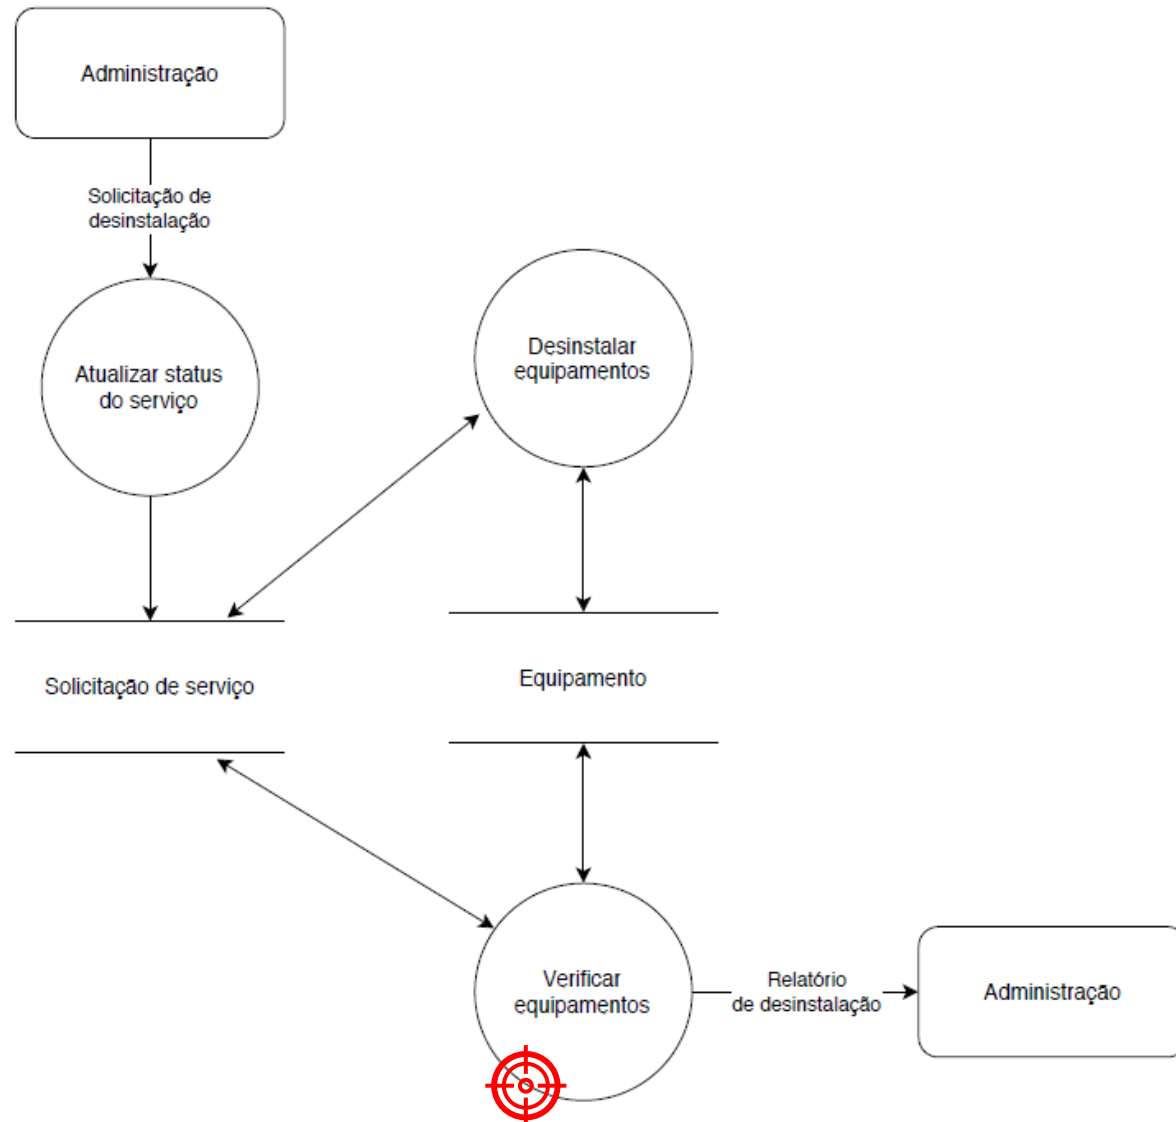 Administração
Solicitação de
desinstalação
Atualizar status
do serviço
Desinstalar
equipamentos
Solicitação de serviço
Equipamento
Verificar
equipamentos
Relatório
de desinstalação
Administração